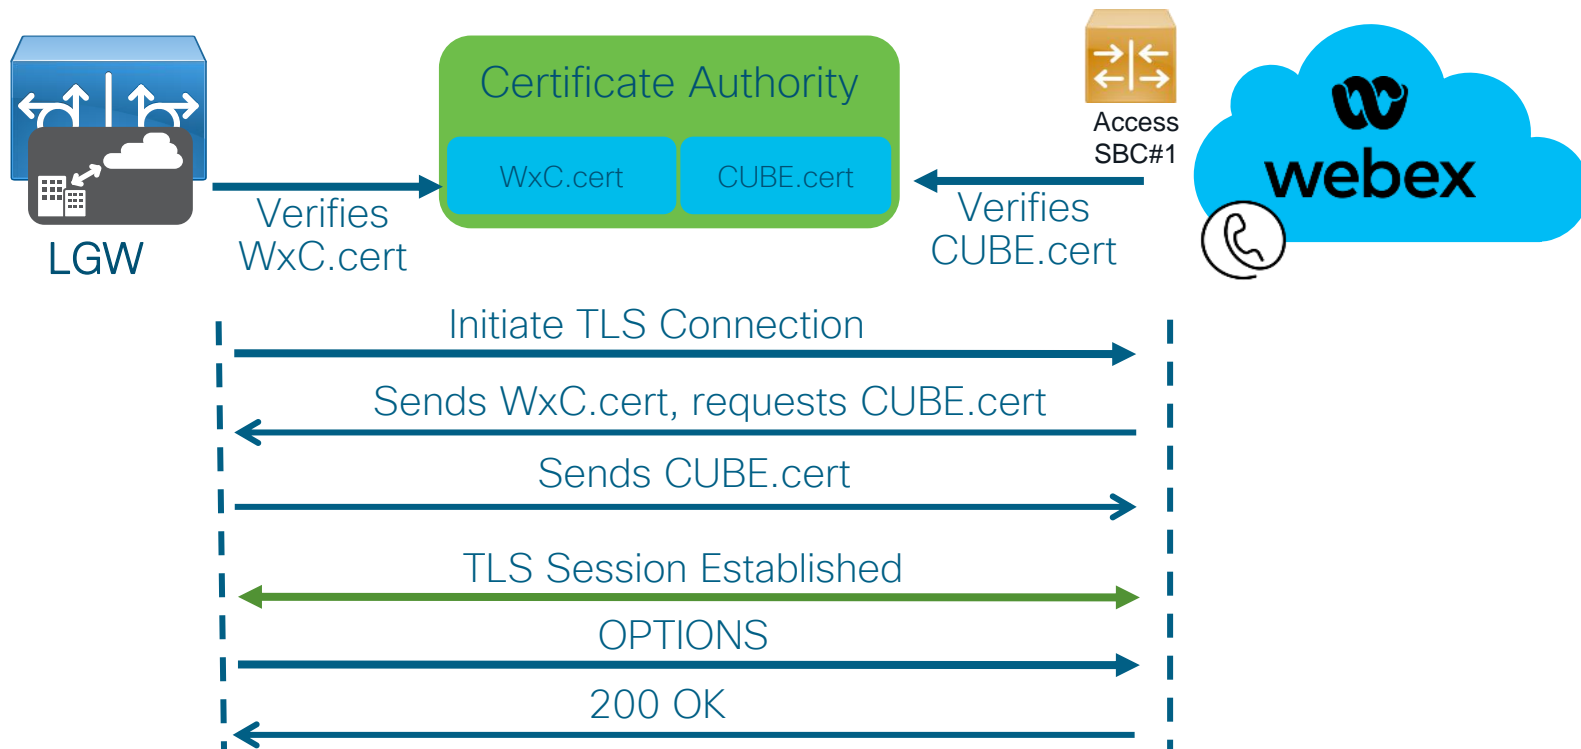 Certificate Authority
WxC.cert
CUBE.cert
Access
SBC#1
webex
LGW
Verifies
WxC.cert
Verifies
CUBE.cert
Initiate TLS Connection
Sends WxC.cert, requests CUBE.cert
Sends CUBE.cert
TLS Session Established
OPTIONS
200 OK